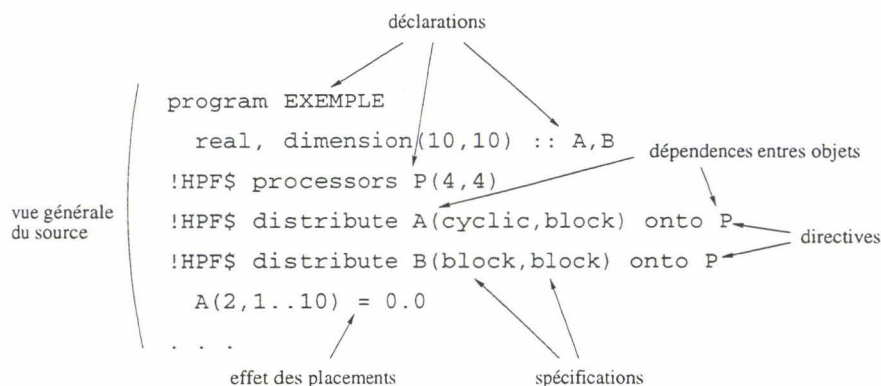 déclarations
program EXEMPLE
real, dimension(10,10) :: A,B
dépendences entres objets
!HPF$ processors P(4,4)
vue générale
du source
!HPF$ distribute A(cyclic,block) onto P
directives
!HPF$ distribute B(block,block) onto P
A(2,1..10) = 0.0
. . .
effet des placements
spécifications